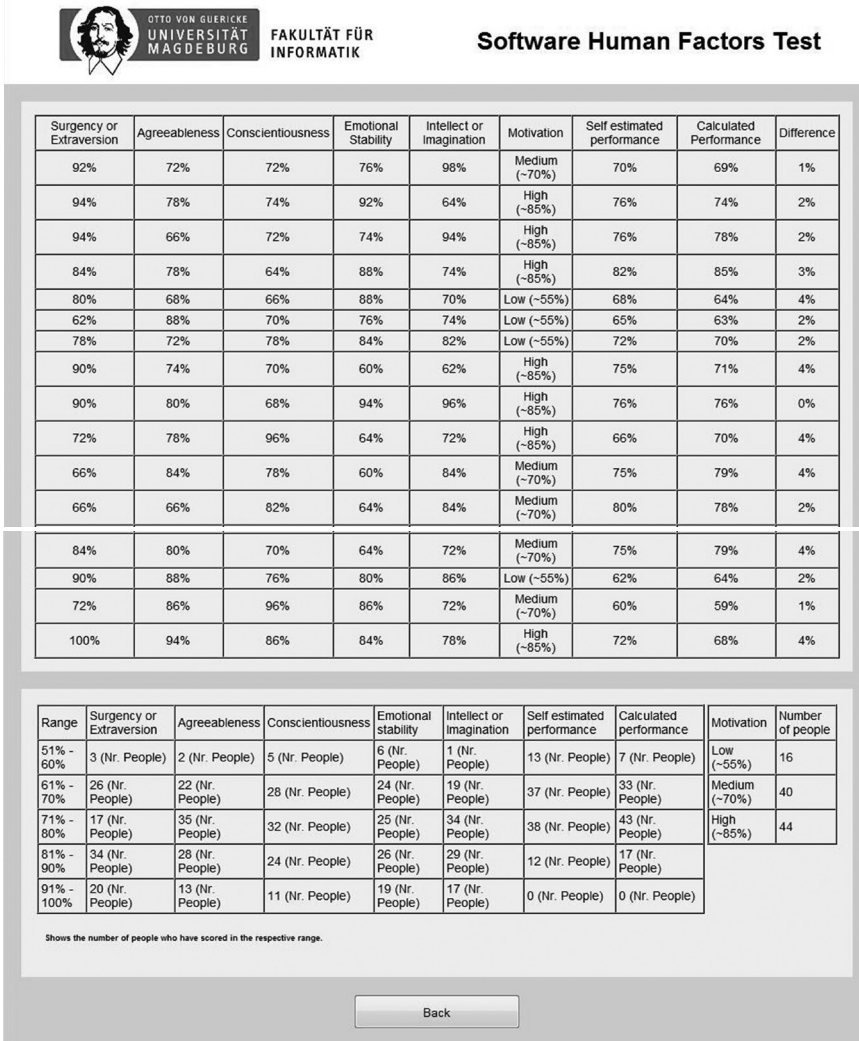 OTTO VON GUERICKE
UNIVERSITÄT
MAGDEBURG
FAKULTÄT FÜR
INFORMATIK
Software Human Factors Test
Surgency or Extraversion Agreeableness Conscientiousness Emotional Stability Intellect or Imagination Motivation Self estimated performance Calculated Performance Difference
92% 72% 72% 76% 98% Medium (~70%) 70% 69% 1%
94% 78% 74% 92% 64% High (~85%) 76% 74% 2%
94% 66% 72% 74% 94% High (~85%) 76% 78% 2%
84% 78% 64% 88% 74% High (~85%) 82% 85% 3%
80% 68% 66% 88% 70% Low (~55%) 68% 64% 4%
62% 88% 70% 76% 74% Low (~55%) 65% 63% 2%
78% 72% 78% 84% 82% Low (~55%) 72% 70% 2%
90% 74% 70% 60% 62% High (~85%) 75% 71% 4%
90% 80% 68% 94% 96% High (~85%) 76% 76% 0%
72% 78% 96% 64% 72% High (~85%) 66% 70% 4%
66% 84% 78% 60% 84% Medium (~70%) 75% 79% 4%
66% 66% 82% 64% 84% Medium (~70%) 80% 78% 2%
84% 80% 70% 64% 72% Medium (~70%) 75% 79% 4%
90% 88% 76% 80% 86% Low (~55%) 62% 64% 2%
72% 86% 96% 86% 72% Medium (~70%) 60% 59% 1%
100% 94% 86% 84% 78% High (~85%) 72% 68% 4%
Range Surgency or Extraversion Agreeableness Conscientiousness Emotional stability Intellect or Imagination Self estimated performance Calculated performance Motivation Number of people
51% - 60% 3 (Nr. People) 2 (Nr. People) 5 (Nr. People) 6 (Nr. People) 1 (Nr. People) 13 (Nr. People) 7 (Nr. People) Low (~55%) 16
61% - 70% 26 (Nr. People) 22 (Nr. People) 28 (Nr. People) 24 (Nr. People) 19 (Nr. People) 37 (Nr. People) 33 (Nr. People) Medium (~70%) 40
71% - 80% 17 (Nr. People) 35 (Nr. People) 32 (Nr. People) 25 (Nr. People) 34 (Nr. People) 38 (Nr. People) 43 (Nr. People) High (~85%) 44
81% - 90% 34 (Nr. People) 28 (Nr. People) 24 (Nr. People) 26 (Nr. People) 29 (Nr. People) 12 (Nr. People) 17 (Nr. People)
91% - 100% 20 (Nr. People) 13 (Nr. People) 11 (Nr. People) 19 (Nr. People) 17 (Nr. People) 0 (Nr. People) 0 (Nr. People)
Shows the number of people who have scored in the respective range.
Back